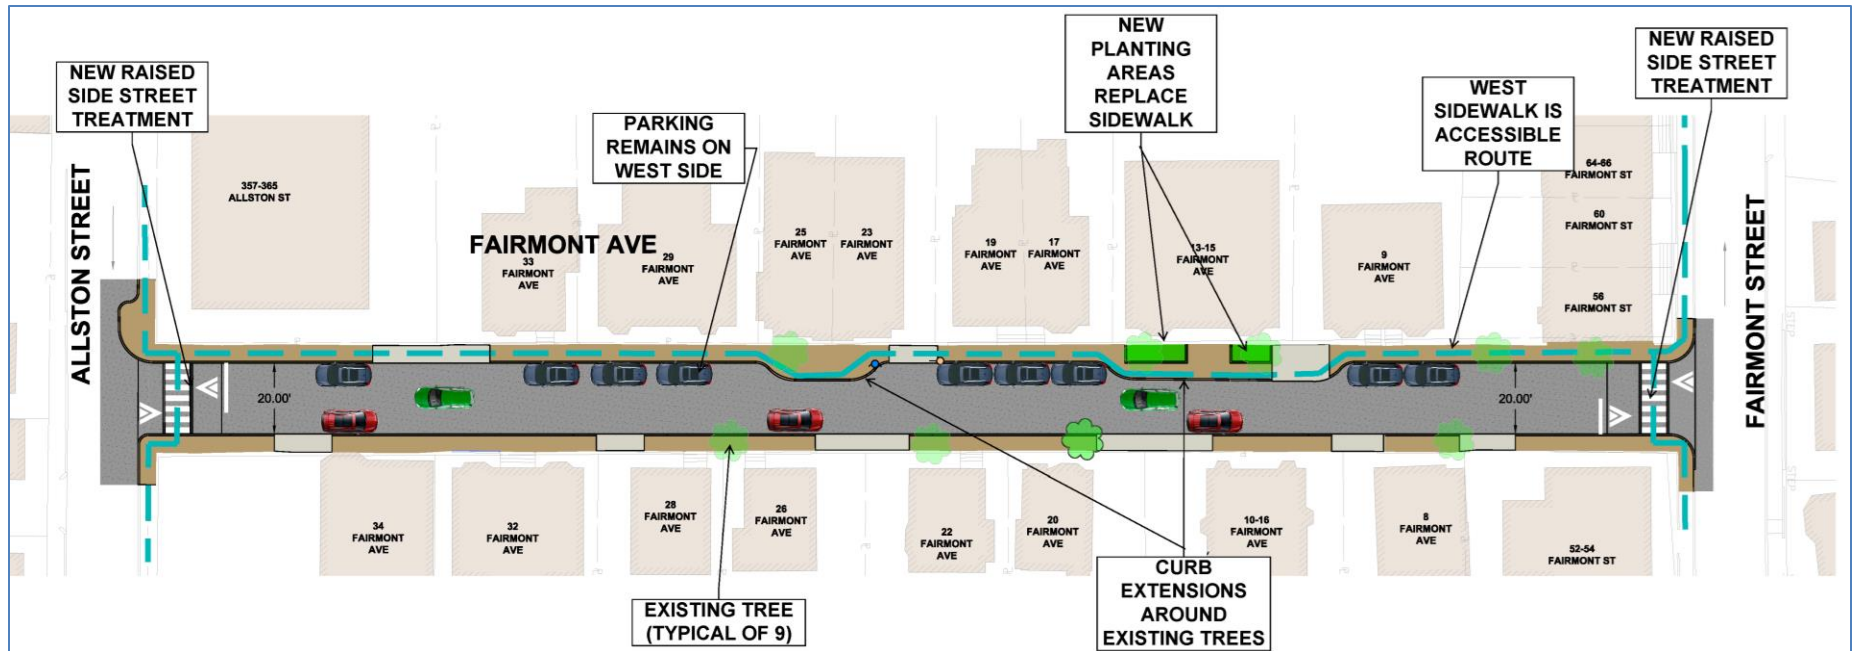 NEW RAISED
SIDE STREET
TREATMENT
PARKING
REMAINS ON
WEST SIDE
NEW
PLANTING
AREAS
REPLACE
SIDEWALK
WEST
SIDEWALK IS
ACCESSIBLE
ROUTE
NEW RAISED
SIDE STREET
TREATMENT
ALLSTON STREET
357-365
ALLSTON ST
FAIRMONT AVE
33
FAIRMONT
AVE
29
FAIRMONT
AVE
25
FAIRMONT
AVE
23
FAIRMONT
AVE
19
FAIRMONT
AVE
17
FAIRMONT
AVE
13-15
FAIRMONT
AVE
9
FAIRMONT
AVE
64-66
FAIRMONT ST
60
FAIRMONT ST
56
FAIRMONT ST
FAIRMONT STREET
STEP
20.00'
20.00'
34
FAIRMONT
AVE
32
FAIRMONT
AVE
28
FAIRMONT
AVE
26
FAIRMONT
AVE
22
FAIRMONT
AVE
20
FAIRMONT
AVE
10-16
FAIRMONT
AVE
8
FAIRMONT
AVE
52-54
FAIRMONT ST
STEP
EXISTING TREE
(TYPICAL OF 9)
CURB
EXTENSIONS
AROUND
EXISTING TREES